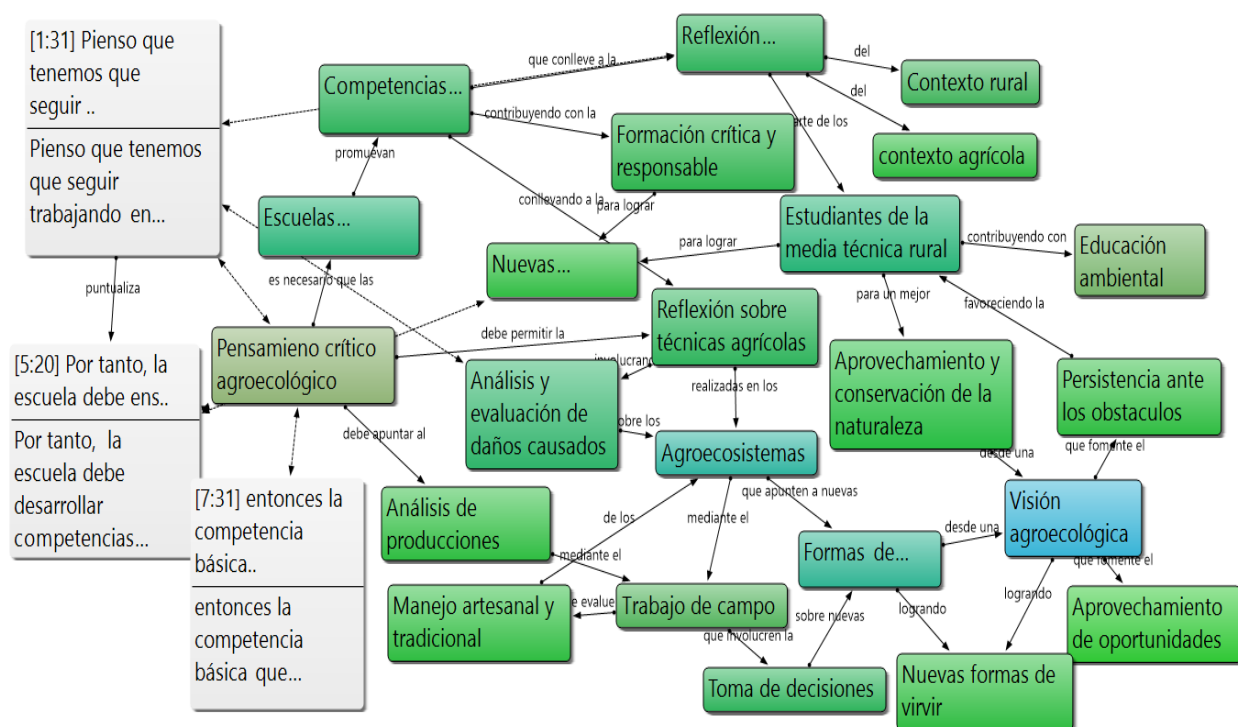 [1:31] Pienso que
tenemos que
seguir ..
Pienso que tenemos
que seguir
trabajando en...
puntualiza
[5:20] Por tanto, la
escuela debe ens..
Por tanto, la
escuela debe
desarrollar
competencias...
[7:31] entonces la
competencia
básica..
entonces la
competencia
básica que...
Competencias...
que conlleve a la
Reflexión...
del
Contexto rural
del
contexto agrícola
contribuyendo con la
Formación crítica y
responsable
promuevan
Escuelas...
es necesario que las
conllevando a la
para lograr
Nuevas...
para lograr
arte de los
Estudiantes de la
media técnica rural
contribuyendo con
Educación
ambiental
Pensamieno crítico
agroecológico
debe permitir la
Reflexión sobre
técnicas agrícolas
involucrand
realizadas en los
Análisis y
evaluación de
daños causados
obre los
Agroecosistemas
para un mejor
Aprovechamiento y
conservación de la
naturaleza
favoreciendo la
Persistencia ante
los obstaculos
desde una
que fomente el
Visión
agroecológica
debe apuntar al
Análisis de
producciones
mediante el
de los
mediante el
que apunten a nuevas
Formas de...
desde una
Manejo artesanal y
tradicional
e evalue
Trabajo de campo
que involucren la
sobre nuevas
Toma de decisiones
logrando
logrando
Nuevas formas de
virvir
que fomente el
Aprovechamiento
de oportunidades